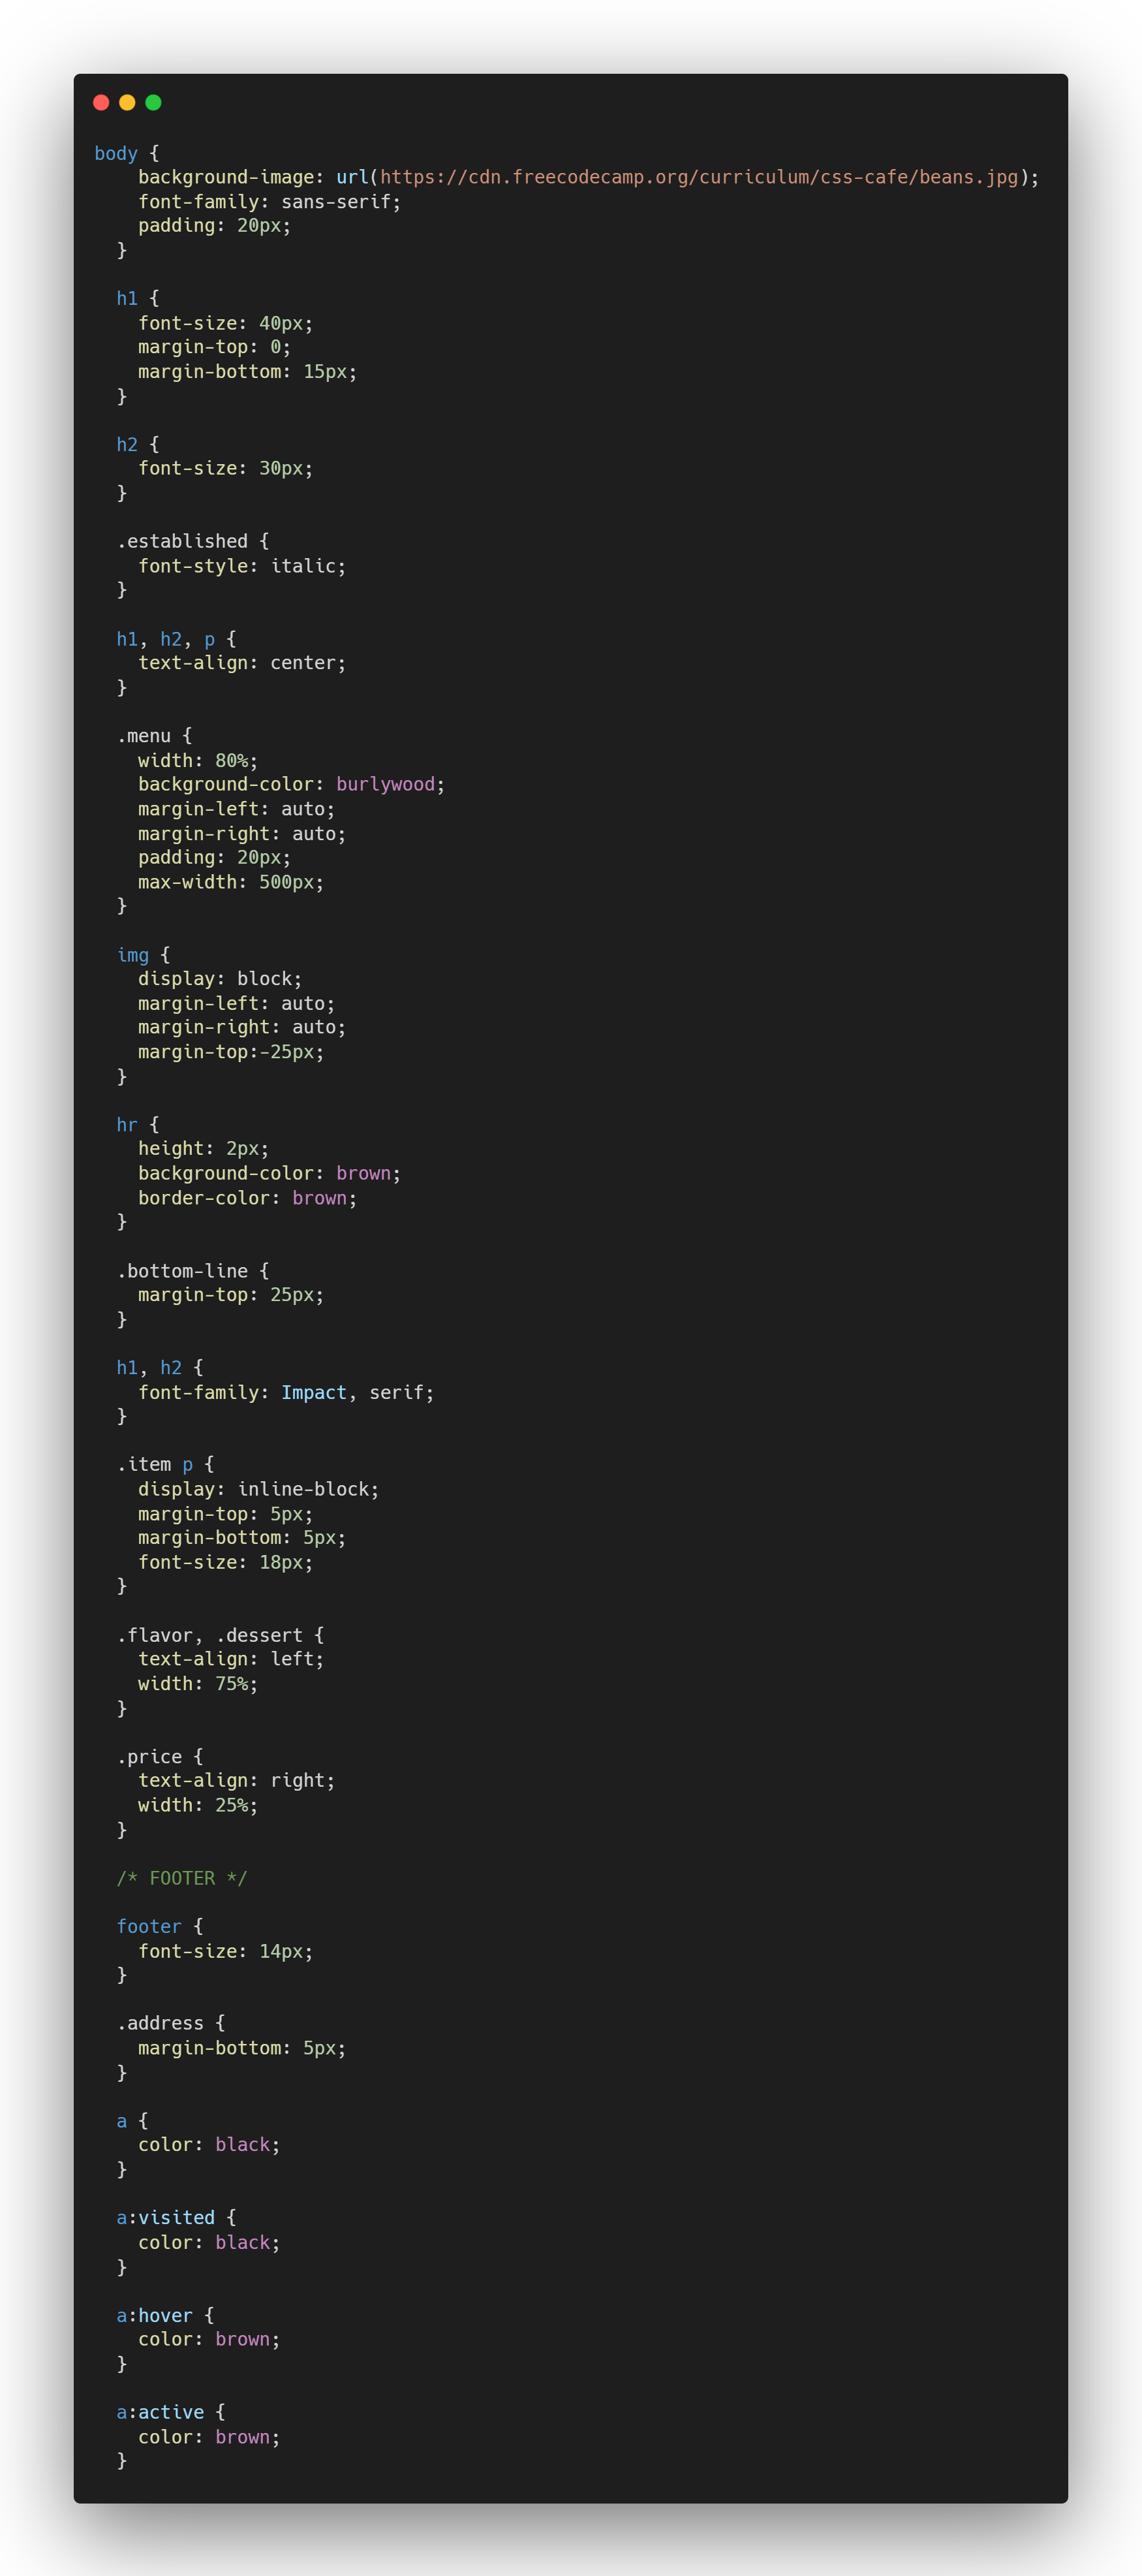 body {
    background-image: url(https://cdn.freecodecamp.org/curriculum/css-cafe/beans.jpg);
    font-family: sans-serif;
    padding: 20px;
  }

  h1 {
    font-size: 40px;
    margin-top: 0;
    margin-bottom: 15px;
  }

  h2 {
    font-size: 30px;
  }

  .established {
    font-style: italic;
  }

  h1, h2, p {
    text-align: center;
  }

  .menu {
    width: 80%;
    background-color: burlywood;
    margin-left: auto;
    margin-right: auto;
    padding: 20px;
    max-width: 500px;
  }

  img {
    display: block;
    margin-left: auto;
    margin-right: auto;
    margin-top:-25px;
  }

  hr {
    height: 2px;
    background-color: brown;
    border-color: brown;
  }

  .bottom-line {
    margin-top: 25px;
  }

  h1, h2 {
    font-family: Impact, serif;
  }

  .item p {
    display: inline-block;
    margin-top: 5px;
    margin-bottom: 5px;
    font-size: 18px;
  }

  .flavor, .dessert {
    text-align: left;
    width: 75%;
  }

  .price {
    text-align: right;
    width: 25%;
  }

  /* FOOTER */

  footer {
    font-size: 14px;
  }

  .address {
    margin-bottom: 5px;
  }

  a {
    color: black;
  }

  a:visited {
    color: black;
  }

  a:hover {
    color: brown;
  }

  a:active {
    color: brown;
  }